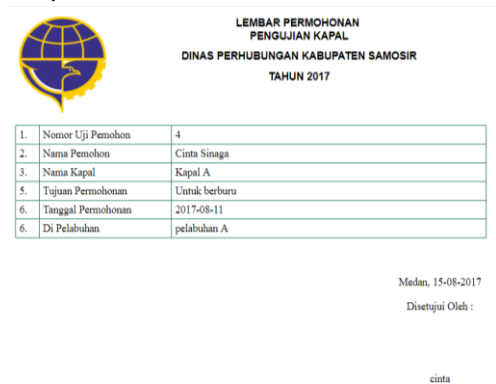 LEMBAR PERMOHONAN
PENGUJIAN KAPAL
DINAS PERHUBUNGAN KABUPATEN SAMOSIR
TAHUN 2017
1. Nomor Uji Pemohon 4
2. Nama Pemohon Cinta Sinaga
3. Nama Kapal Kapal A
5. Tujuan Permohonan Untuk berburu
6. Tanggal Permohonan 2017-08-11
6. Di Pelabuhan pelabuhan A
Medan, 15-08-2017
Disetujui Oleh :
cinta